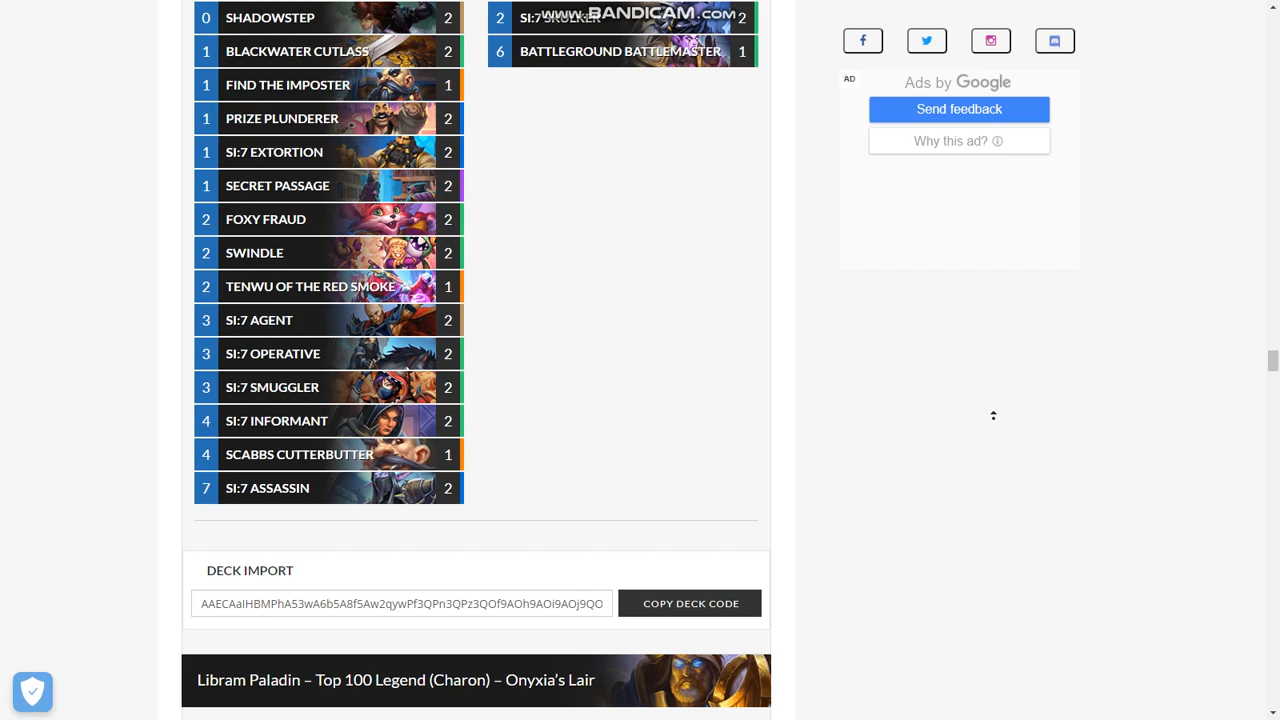 0 SHADOWSTEP 2
1 BLACKWATER CUTLASS 2
1 FIND THE IMPOSTER 1
1 PRIZE PLUNDERER 2
1 SI:7 EXTORTION 2
1 SECRET PASSAGE 2
2 FOXY FRAUD 2
2 SWINDLE 2
2 TENWU OF THE RED SMOKE 1
3 SI:7 AGENT 2
3 SI:7 OPERATIVE 2
3 SI:7 SMUGGLER 2
4 SI:7 INFORMANT 2
4 SCABBS CUTTERBUTTER 1
7 SI:7 ASSASSIN 2
www.BANDICAM.com
2 SI:7 2
6 BATTLEGROUND BATTLEMASTER 1
DECK IMPORT
AAECAaIHBMPhA53wA6b5A8f5Aw2qywPf3QPn3QPz3QOf9AOh9AOi9AOj9QO
COPY DECK CODE
Libram Paladin – Top 100 Legend (Charon) – Onyxia's Lair
AD
Ads by Google
Send feedback
Why this ad?